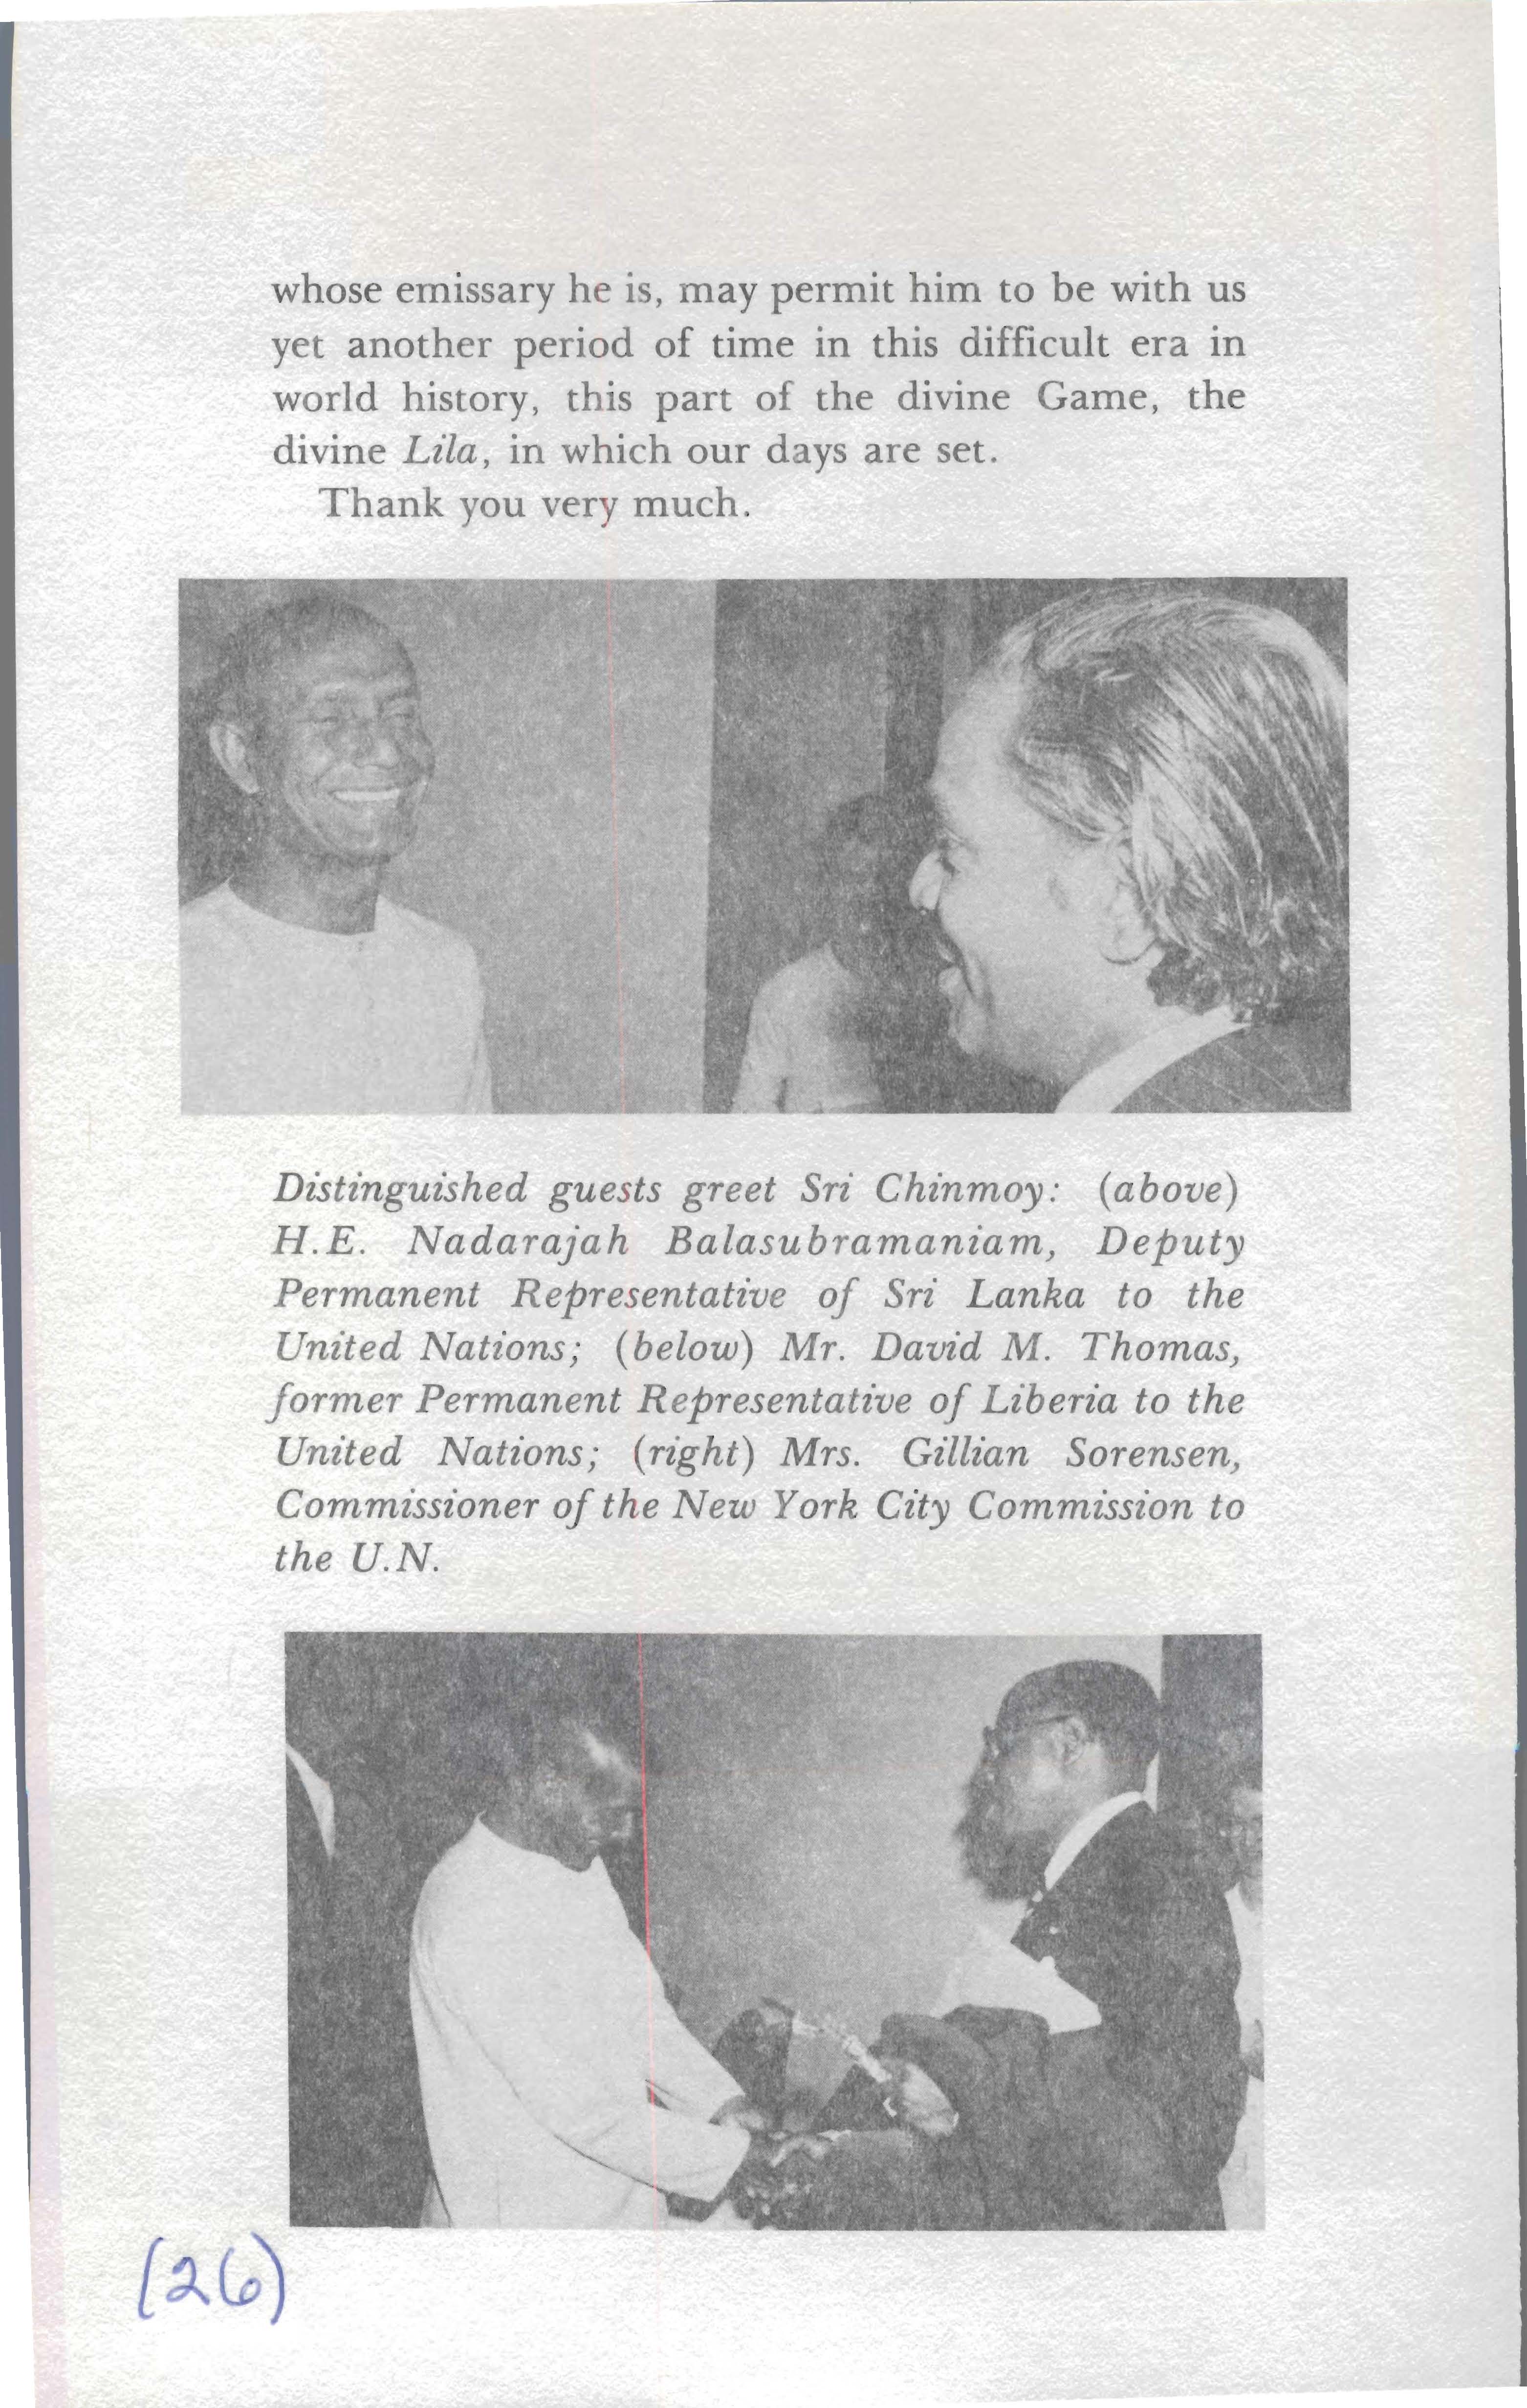 whose emissary he is, may permit him to be with us
yet another period of time in this difficult era in
world history, this part of the divine Game, the
divine Lila, in which our days are set.
Thank you very much.
Distinguished guests greet Sri Chinmoy: (above)
H.E. Nadarajah Balasubramaniam, Deputy
Permanent Representative of Sri Lanka to the
United Nations; (below) Mr. David M. Thomas,
former Permanent Representative of Liberia to the
United Nations; (right) Mrs. Gillian Sorensen,
Commissioner of the New York City Commission to
the U.N.
(26)